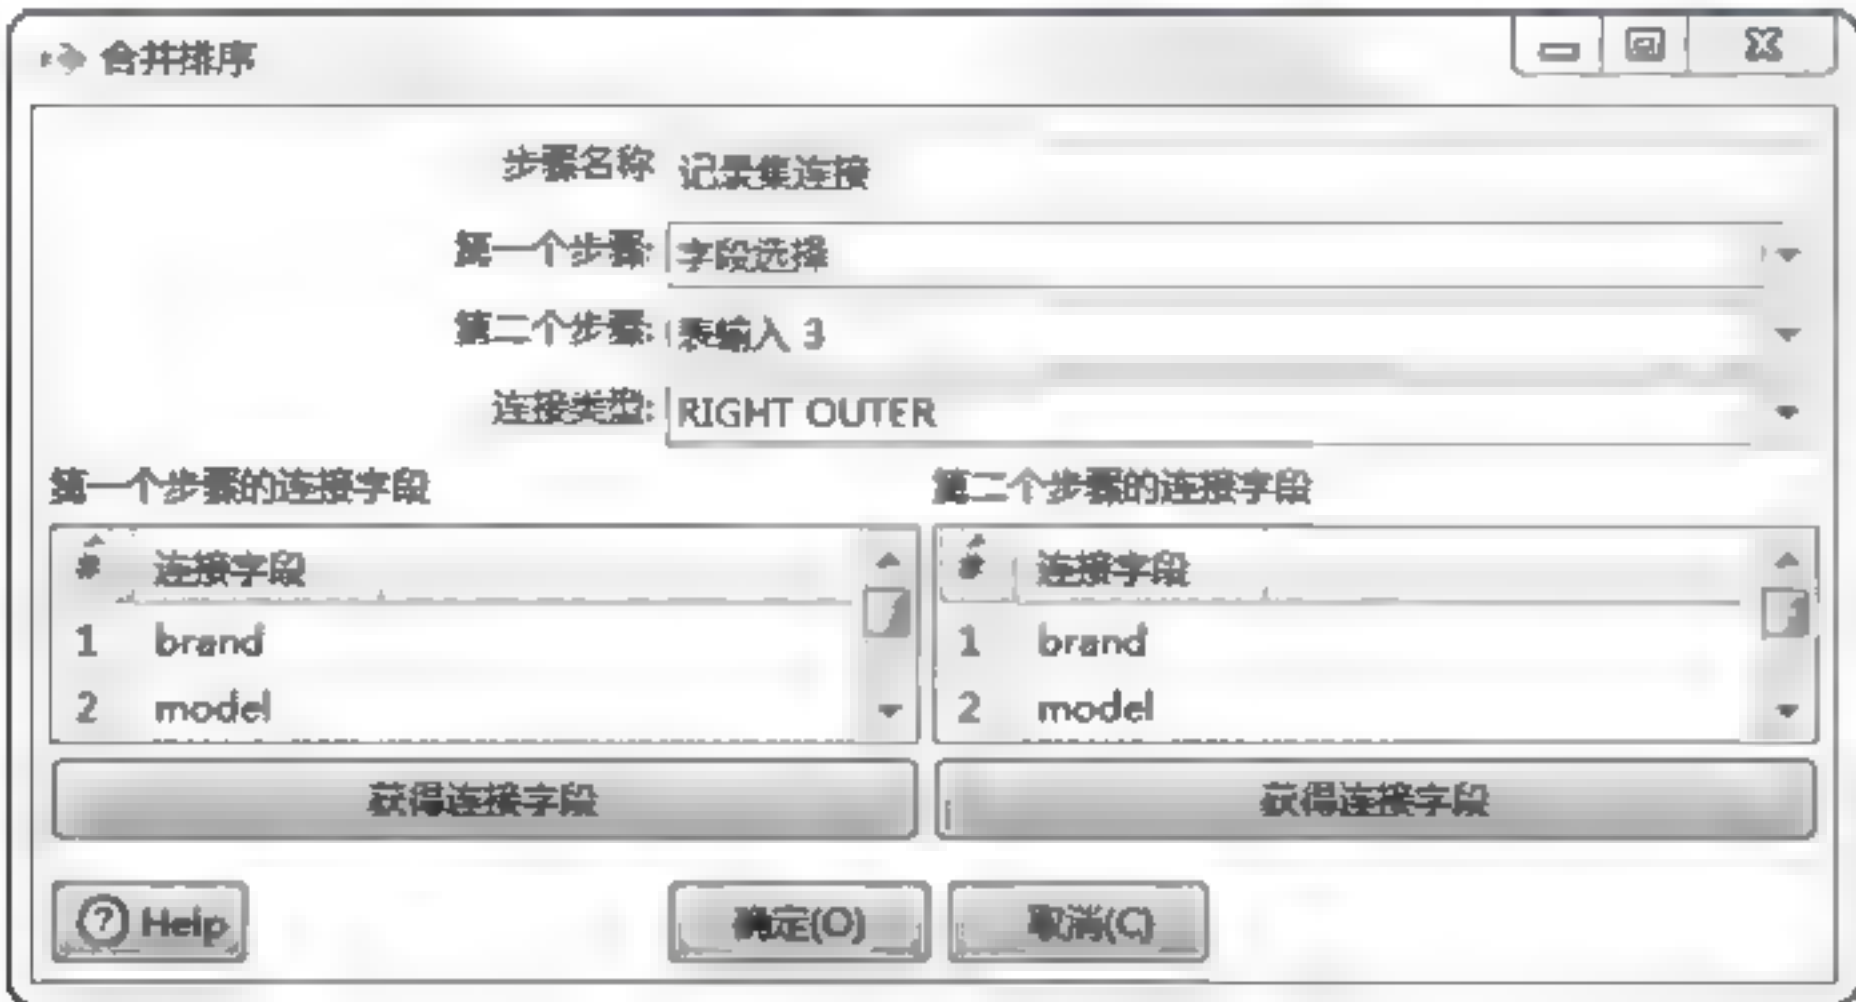 合并排序
步骤名称 记录集连接
第一个步骤: 字段选择
第二个步骤: 表输入 3
连接类型: RIGHT OUTER
第一个步骤的连接字段 第二个步骤的连接字段
# 连接字段 # 连接字段
1 brand 1 brand
2 model 2 model
获得连接字段 获得连接字段
? Help 确定(O) 取消(C)